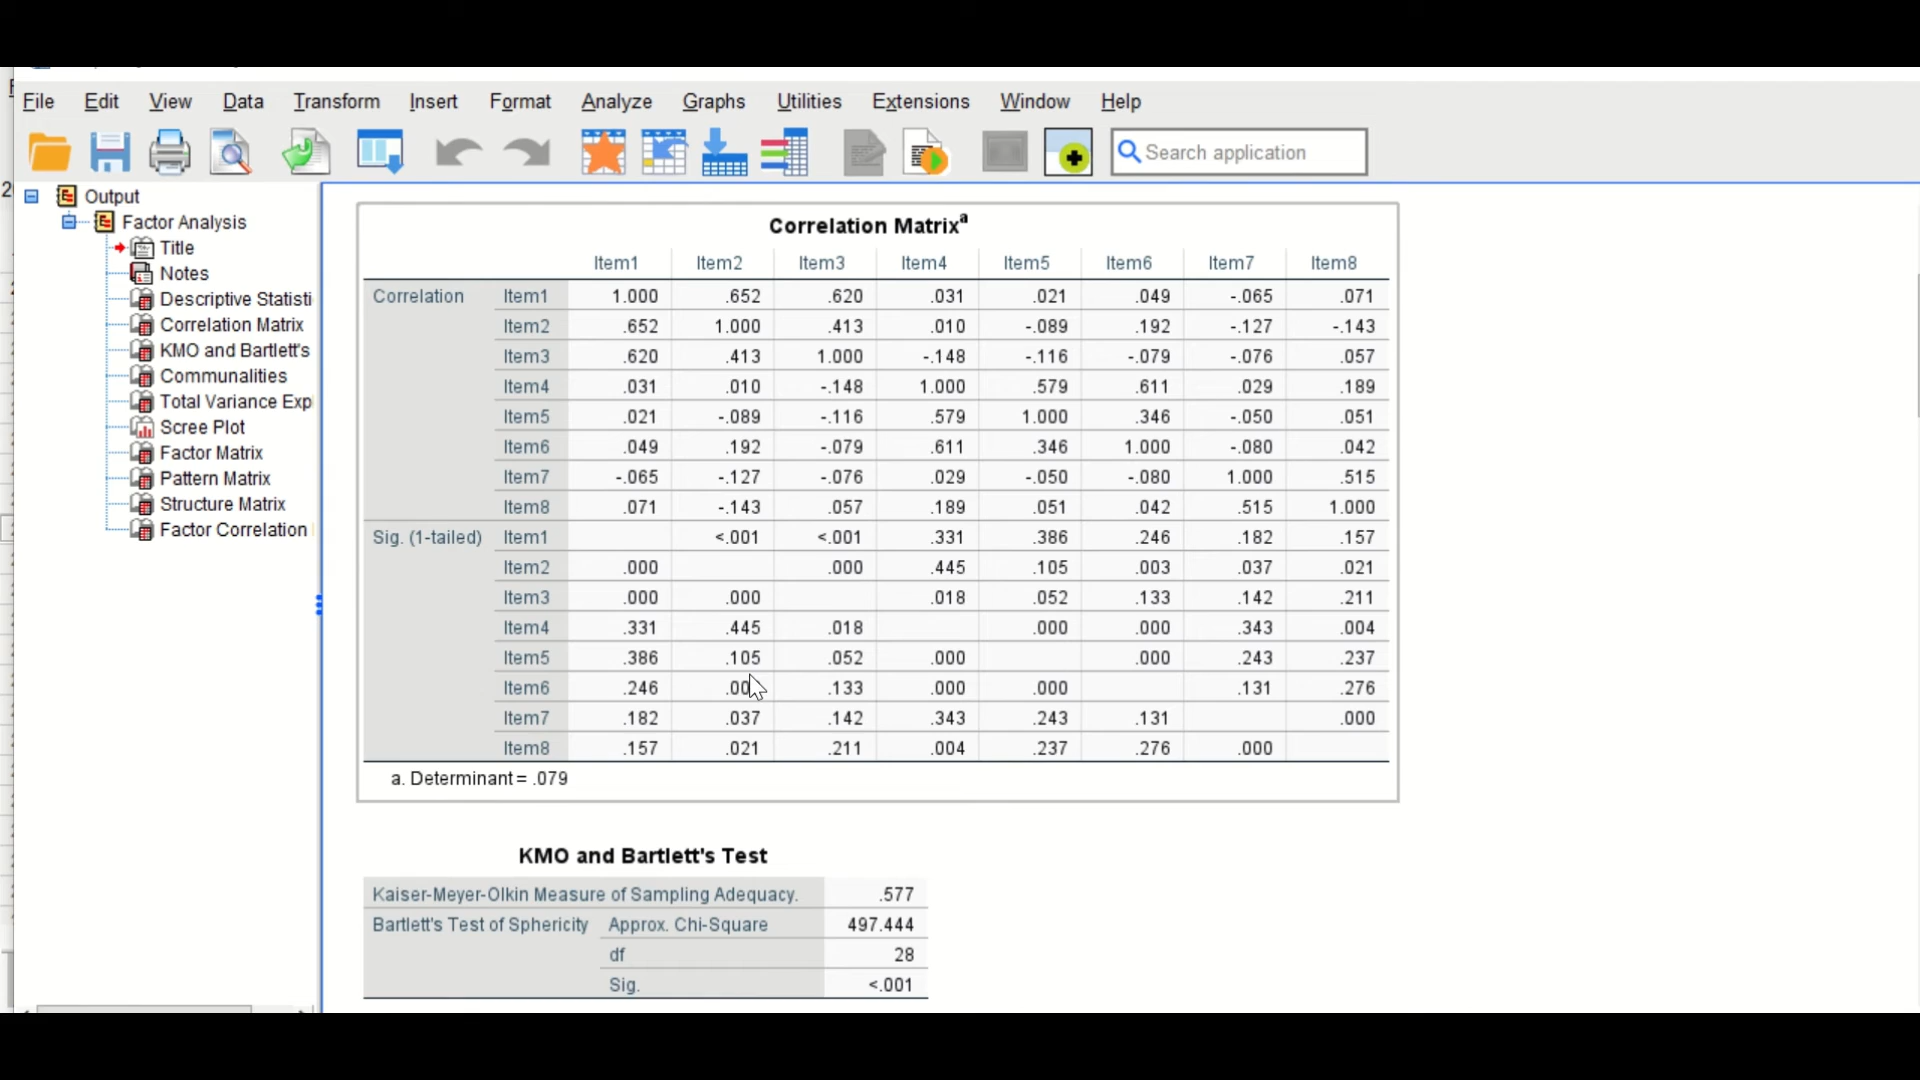 File Edit View Data Transform Insert Format Analyze Graphs Utilities Extensions Window Help
Search application
Output
Factor Analysis
Title
Notes
Descriptive Statisti
Correlation Matrix
KMO and Bartlett's
Communalities
Total Variance Exp
Scree Plot
Factor Matrix
Pattern Matrix
Structure Matrix
Factor Correlation
Correlation Matrixa
Item1 Item2 Item3 Item4 Item5 Item6 Item7 Item8
Correlation Item1 1.000 .652 .620 .031 .021 .049 -.065 .071
Item2 .652 1.000 .413 .010 -.089 .192 -.127 -.143
Item3 .620 .413 1.000 -.148 -.116 -.079 -.076 .057
Item4 .031 .010 -.148 1.000 .579 .611 .029 .189
Item5 .021 -.089 -.116 .579 1.000 .346 -.050 .051
Item6 .049 .192 -.079 .611 .346 1.000 -.080 .042
Item7 -.065 -.127 -.076 .029 -.050 -.080 1.000 .515
Item8 .071 -.143 .057 .189 .051 .042 .515 1.000
Sig. (1-tailed) Item1 <.001 <.001 .331 .386 .246 .182 .157
Item2 .000 .000 .445 .105 .003 .037 .021
Item3 .000 .000 .018 .052 .133 .142 .211
Item4 .331 .445 .018 .000 .000 .343 .004
Item5 .386 .105 .052 .000 .000 .243 .237
Item6 .246 .133 .000 .000 .131 .276
Item7 .182 .037 .142 .343 .243 .131 .000
Item8 .157 .021 .211 .004 .237 .276 .000
a. Determinant = .079
KMO and Bartlett's Test
Kaiser-Meyer-Olkin Measure of Sampling Adequacy. .577
Bartlett's Test of Sphericity Approx. Chi-Square 497.444
df 28
Sig. <.001